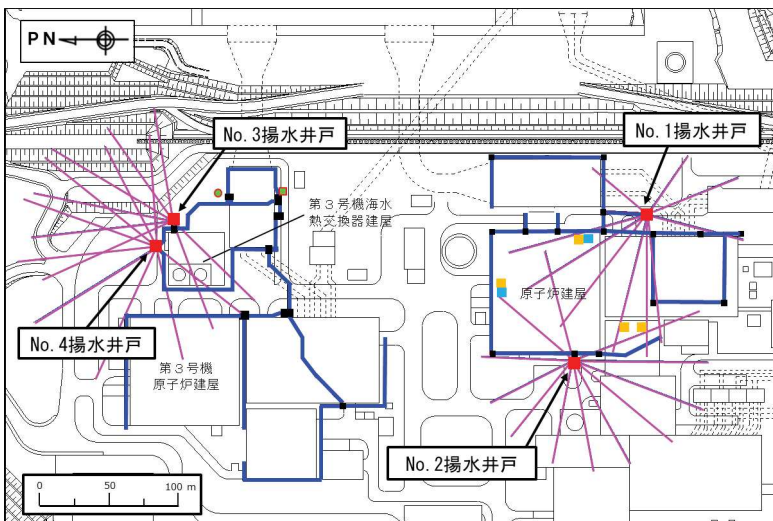 PN
No.3揚水井戸
No.1揚水井戸
第3号機海水
熱交換器建屋
原子炉建屋
No.4揚水井戸
第3号機
原子炉建屋
No.2揚水井戸
0 50 100 m